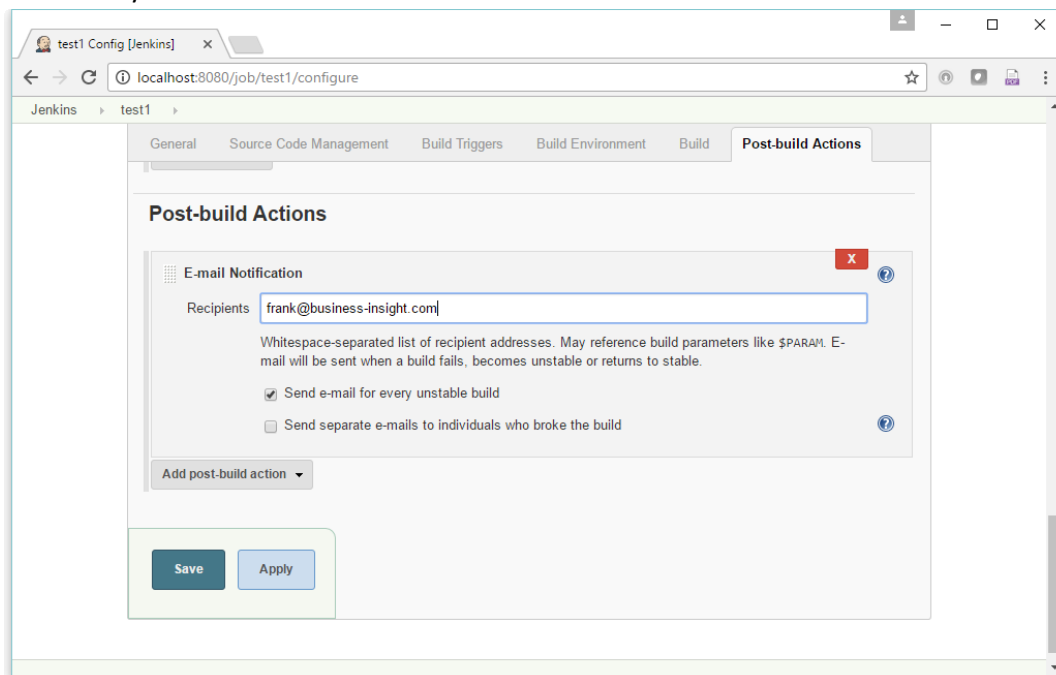 test1 Config [Jenkins]
localhost:8080/job/test1/configure
Jenkins test1
General Source Code Management Build Triggers Build Environment Build Post-build Actions
Post-build Actions
X
E-mail Notification
Recipients frank@business-insight.com
Whitespace-separated list of recipient addresses. May reference build parameters like $PARAM. E-
mail will be sent when a build fails, becomes unstable or returns to stable.
Send e-mail for every unstable build
Send separate e-mails to individuals who broke the build
Add post-build action
Save Apply